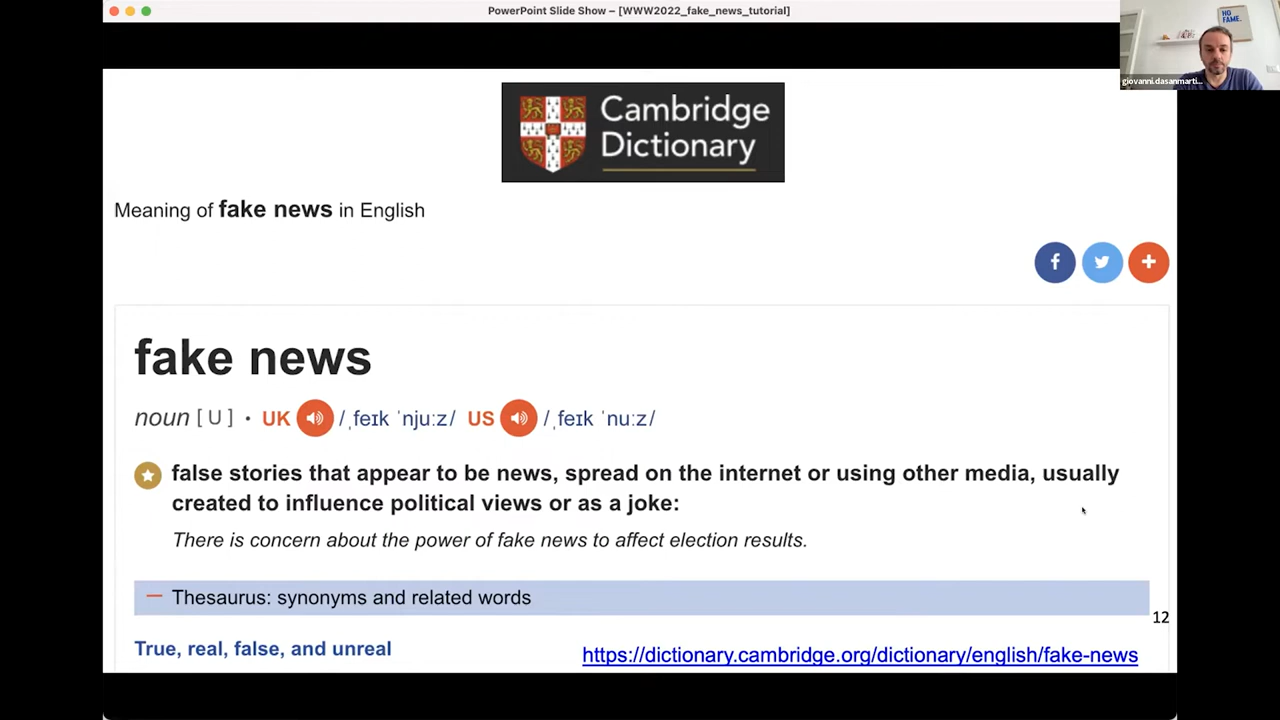 PowerPoint Slide Show – [WWW2022_fake_news_tutorial]
HO
FAME.
giovanni.dasanmarti...
Cambridge
Dictionary
Meaning of fake news in English
f
+
fake news
noun [ U ] • UK /ˌfeɪk ˈnjuːz/ US /ˌfeɪk ˈnuːz/
false stories that appear to be news, spread on the internet or using other media, usually
created to influence political views or as a joke:
There is concern about the power of fake news to affect election results.
Thesaurus: synonyms and related words
12
True, real, false, and unreal
https://dictionary.cambridge.org/dictionary/english/fake-news